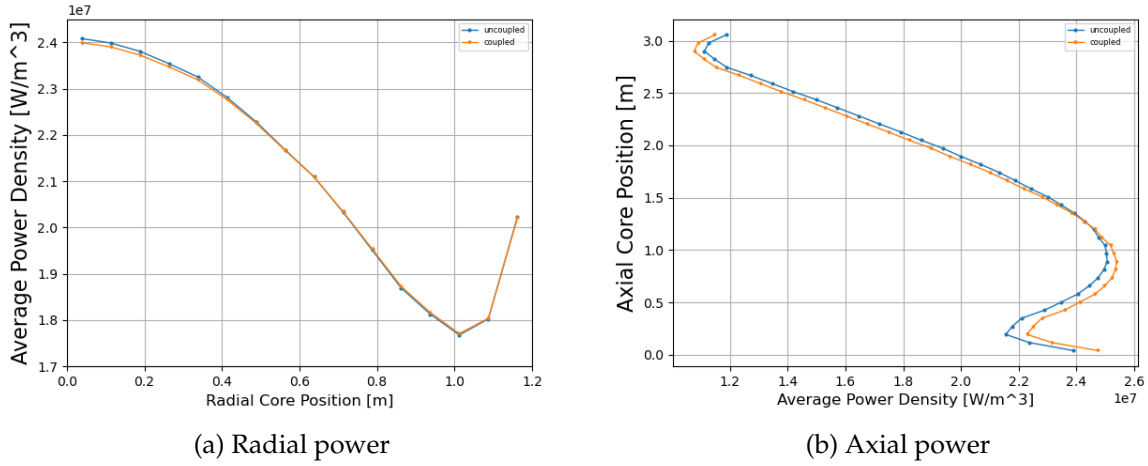 1e7
uncoupled
coupled
Average Power Density [W/m^3]
2.4
2.3
2.2
2.1
2.0
1.9
1.8
1.7
0.0 0.2 0.4 0.6 0.8 1.0 1.2
Radial Core Position [m]
(a) Radial power
uncoupled
coupled
Axial Core Position [m]
3.0
2.5
2.0
1.5
1.0
0.5
0.0
1.2 1.4 1.6 1.8 2.0 2.2 2.4 2.6
1e7
Average Power Density [W/m^3]
(b) Axial power